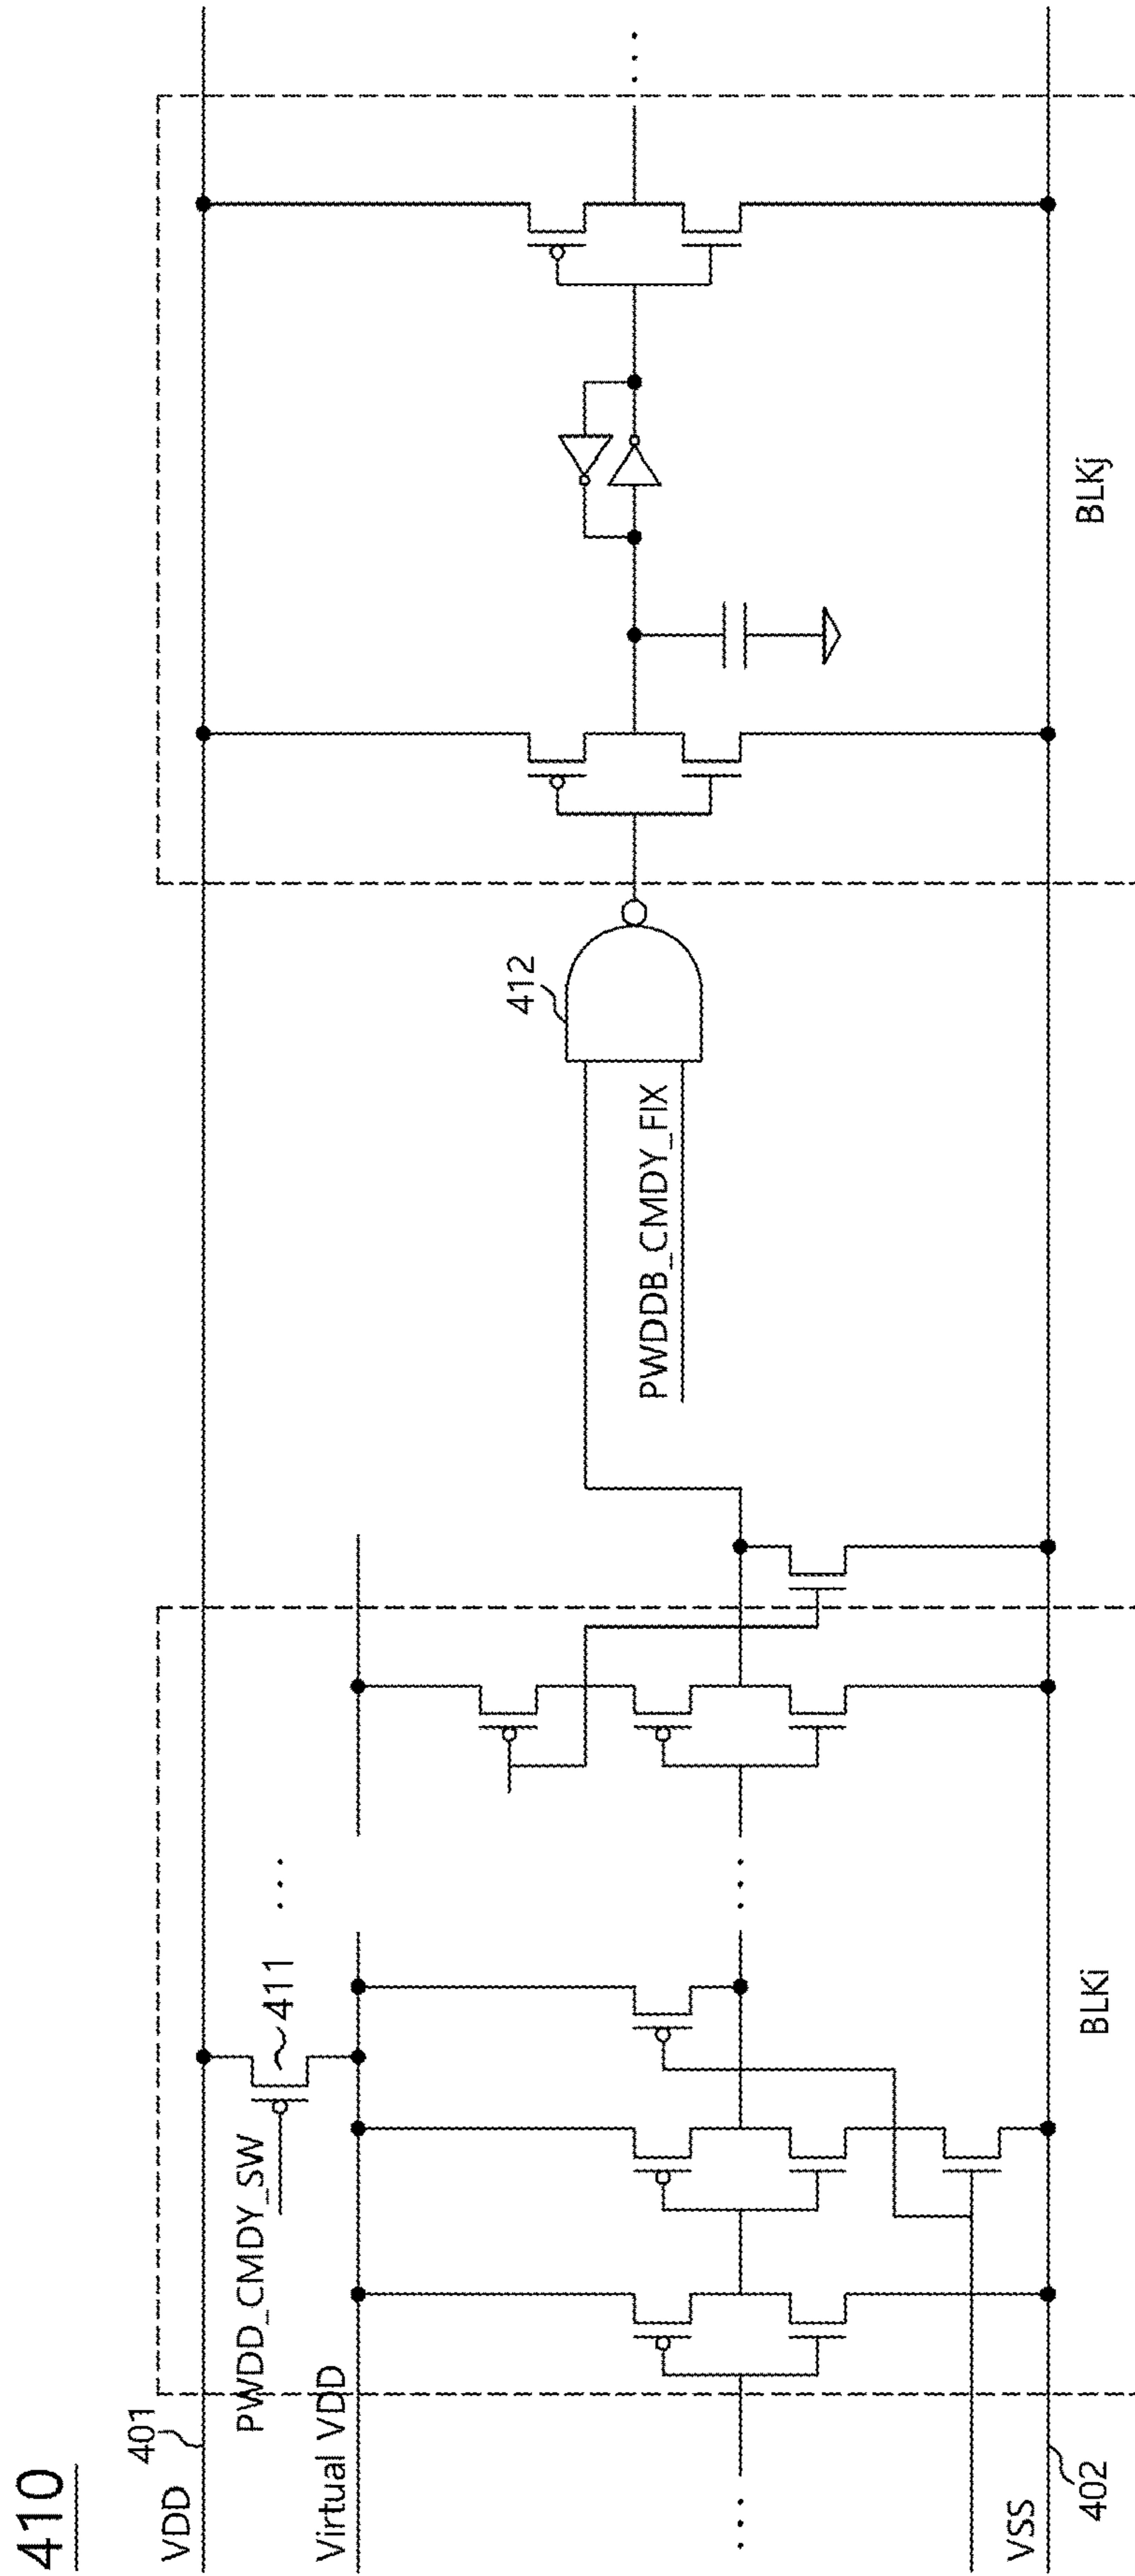 410
VDD
401
PWDD_CMDY_SW
411
...
Virtual VDD
...
...
412
PWDDB_CMDY_FIX
...
VSS
402
BLKi
BLKj